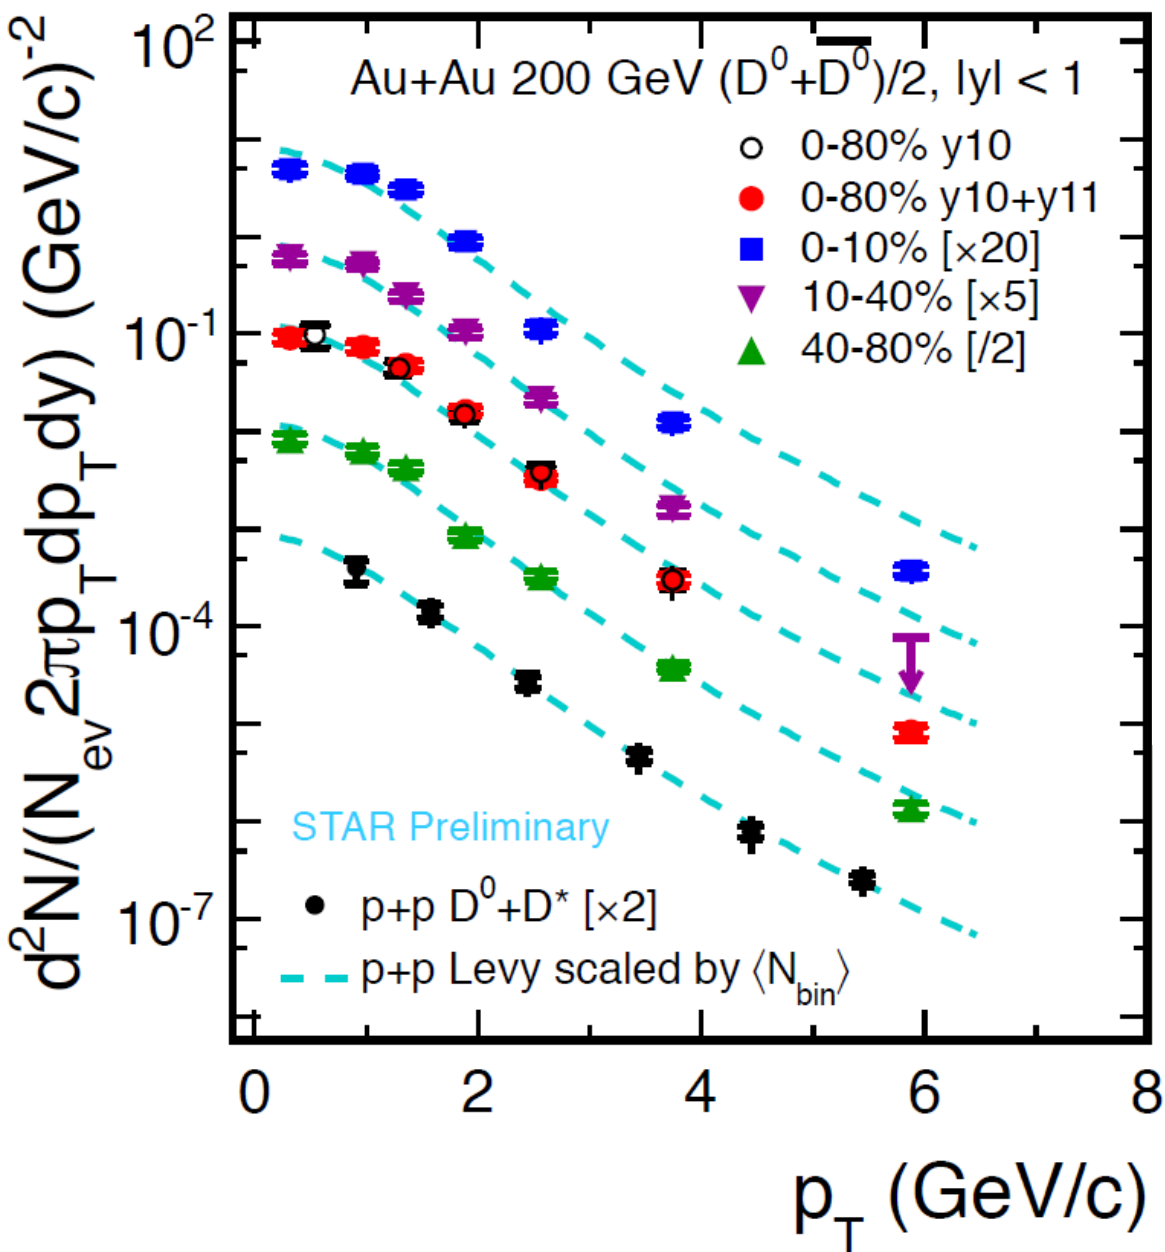 d²N/(N_ev 2πp_T dp_T dy) (GeV/c)⁻²
10²
10⁻¹
10⁻⁴
10⁻⁷
Au+Au 200 GeV (D⁰+D̅⁰)/2, |y| < 1
0-80% y10
0-80% y10+y11
0-10% [×20]
10-40% [×5]
40-80% [/2]
STAR Preliminary
p+p D⁰+D* [×2]
p+p Levy scaled by ⟨N_bin⟩
0 2 4 6 8
p_T (GeV/c)